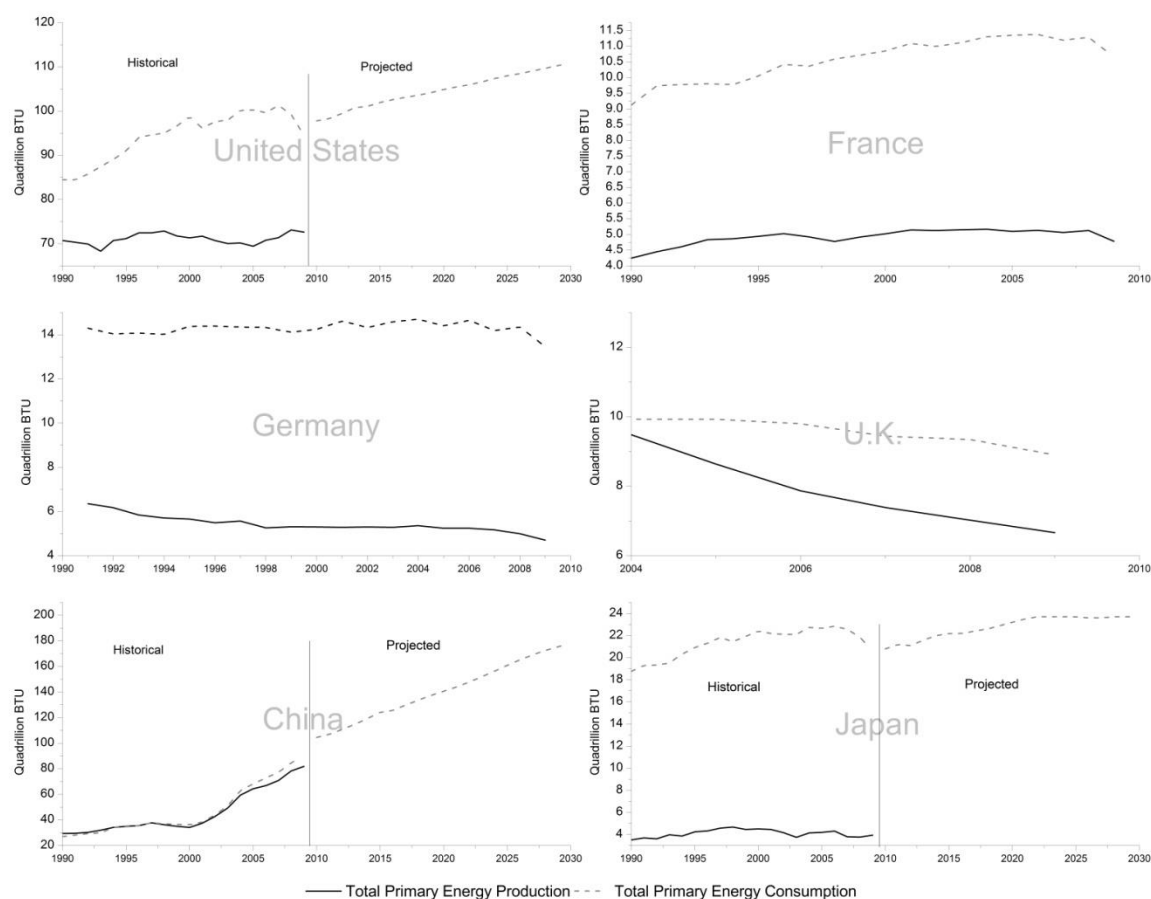 120
110
100
90
80
70
Quadrillion BTU
Historical
Projected
United States
1990 1995 2000 2005 2010 2015 2020 2025 2030
11.5
11.0
10.5
10.0
9.5
9.0
8.5
8.0
7.5
7.0
6.5
6.0
5.5
5.0
4.5
4.0
Quadrillion BTU
France
1990 1995 2000 2005 2010
14
12
10
8
6
4
Quadrillion BTU
Germany
1990 1992 1994 1996 1998 2000 2002 2004 2006 2008 2010
12
10
8
6
Quadrillion BTU
U.K.
2004 2006 2008 2010
200
180
160
140
120
100
80
60
40
20
Quadrillion BTU
Historical
Projected
China
1990 1995 2000 2005 2010 2015 2020 2025 2030
24
22
20
18
16
14
12
10
8
6
4
Quadrillion BTU
Historical
Projected
Japan
1990 1995 2000 2005 2010 2015 2020 2025 2030
Total Primary Energy Production Total Primary Energy Consumption